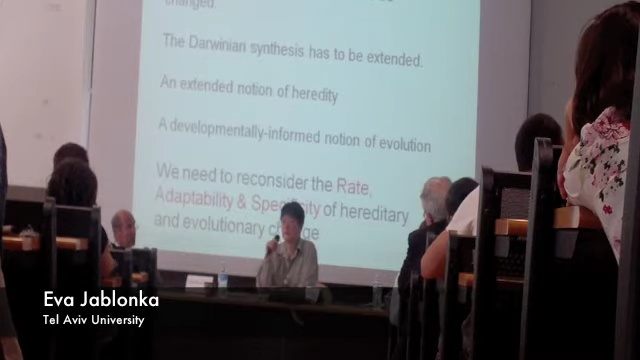 changed.
The Darwinian synthesis has to be extended.
An extended notion of heredity
A developmentally-informed notion of evolution
We need to reconsider the Rate,
Adaptability & Specificity of hereditary
and evolutionary change
Eva Jablonka
Tel Aviv University